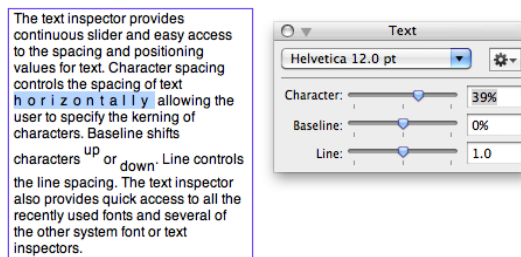 The text inspector provides
continuous slider and easy access
to the spacing and positioning
values for text. Character spacing
controls the spacing of text
h o r i z o n t a l l y allowing the
user to specify the kerning of
characters. Baseline shifts
characters up or down. Line controls
the line spacing. The text inspector
also provides quick access to all the
recently used fonts and several of
the other system font or text
inspectors.
Text
Helvetica 12.0 pt
Character: 39%
Baseline: 0%
Line: 1.0